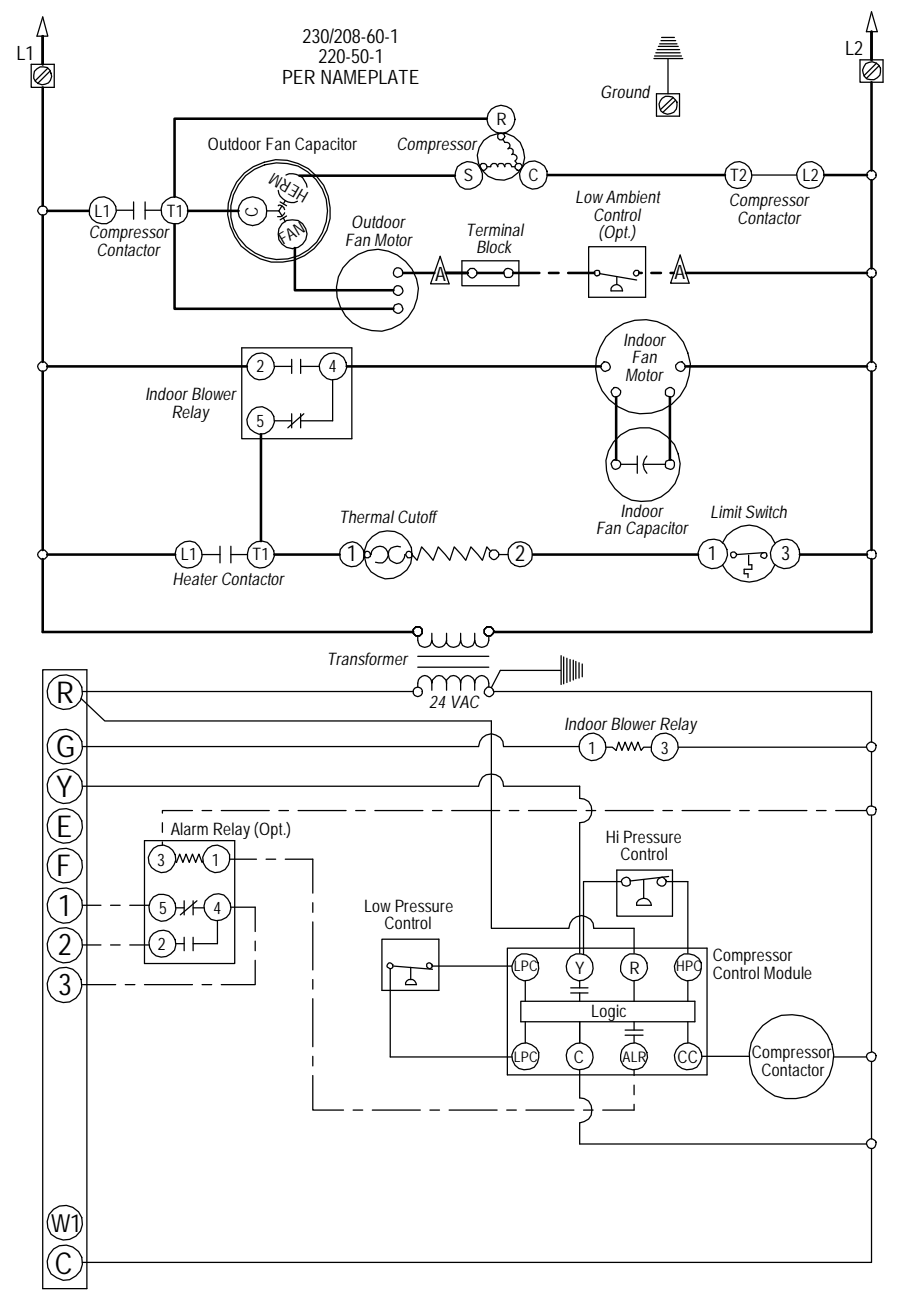 230/208-60-1
220-50-1
PER NAMEPLATE
L1
L2
Ground
R
Outdoor Fan Capacitor
Compressor
HERM
S
C
T2
L2
Low Ambient
Control
(Opt.)
Compressor
Contactor
L1
T1
C
FAN
Compressor
Contactor
Outdoor
Fan Motor
Terminal
Block
A
A
Indoor
Fan
Motor
2
4
5
Indoor Blower
Relay
Indoor
Fan Capacitor
Thermal Cutoff
Limit Switch
L1
T1
1
2
1
3
Heater Contactor
Transformer
24 VAC
R
Indoor Blower Relay
G
1
3
Y
E
Alarm Relay (Opt.)
Hi Pressure
Control
F
3
1
1
5
4
Low Pressure
Control
2
2
3
LPC
Y
R
HPC
Compressor
Control Module
Logic
LPC
C
ALR
CC
Compressor
Contactor
W1
C